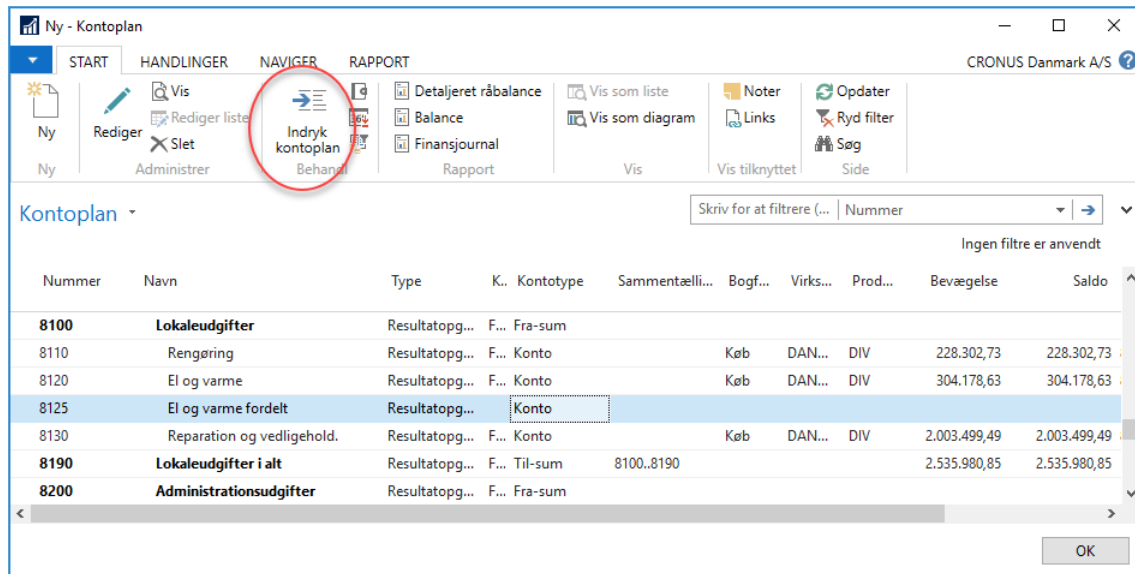 Ny - Kontoplan
START HANDLINGER NAVIGER RAPPORT CRONUS Danmark A/S
Vis Detaljeret råbalance Vis som liste Noter Opdater
Rediger liste Balance Vis som diagram Links Ryd filter
Ny Rediger Slet Indryk kontoplan Finansjournal Søg
Ny Administrer Behandl Rapport Vis Vis tilknyttet Side
Kontoplan Skriv for at filtrere (... Nummer
Ingen filtre er anvendt
Nummer Navn Type K.. Kontotype Sammentælli... Bogf... Virks... Prod... Bevægelse Saldo
8100 Lokaleudgifter Resultatopg... F... Fra-sum
8110 Rengøring Resultatopg... F... Konto Køb DAN... DIV 228.302,73 228.302,73
8120 El og varme Resultatopg... F... Konto Køb DAN... DIV 304.178,63 304.178,63
8125 El og varme fordelt Resultatopg... Konto
8130 Reparation og vedligehold. Resultatopg... F... Konto Køb DAN... DIV 2.003.499,49 2.003.499,49
8190 Lokaleudgifter i alt Resultatopg... F... Til-sum 8100..8190 2.535.980,85 2.535.980,85
8200 Administrationsudgifter Resultatopg... F... Fra-sum
OK